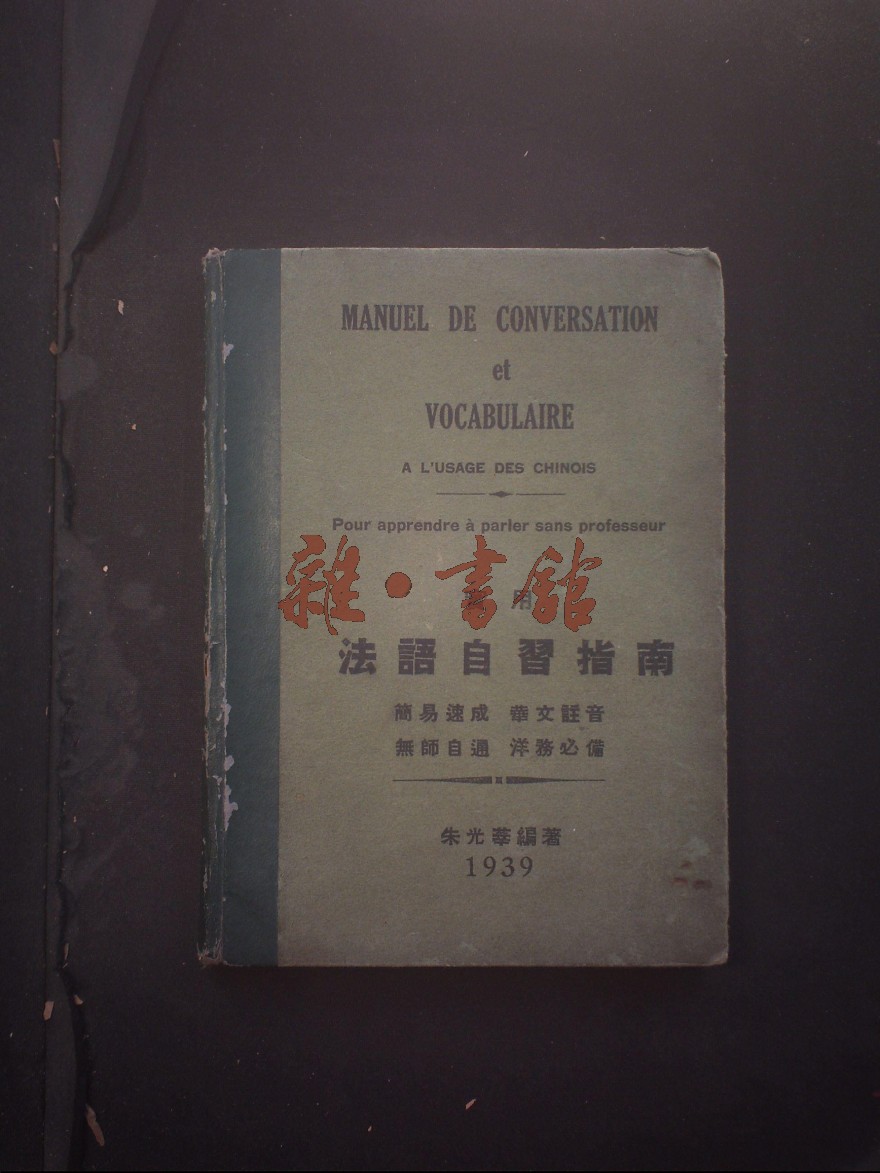 MANUEL DE CONVERSATION
et
VOCABULAIRE
A L'USAGE DES CHINOIS
Pour apprendre à parler sans professeur
雜·書館
用
法語自習指南
簡易速成 華文註音
無師自通 洋務必備
朱光莘編著
1939